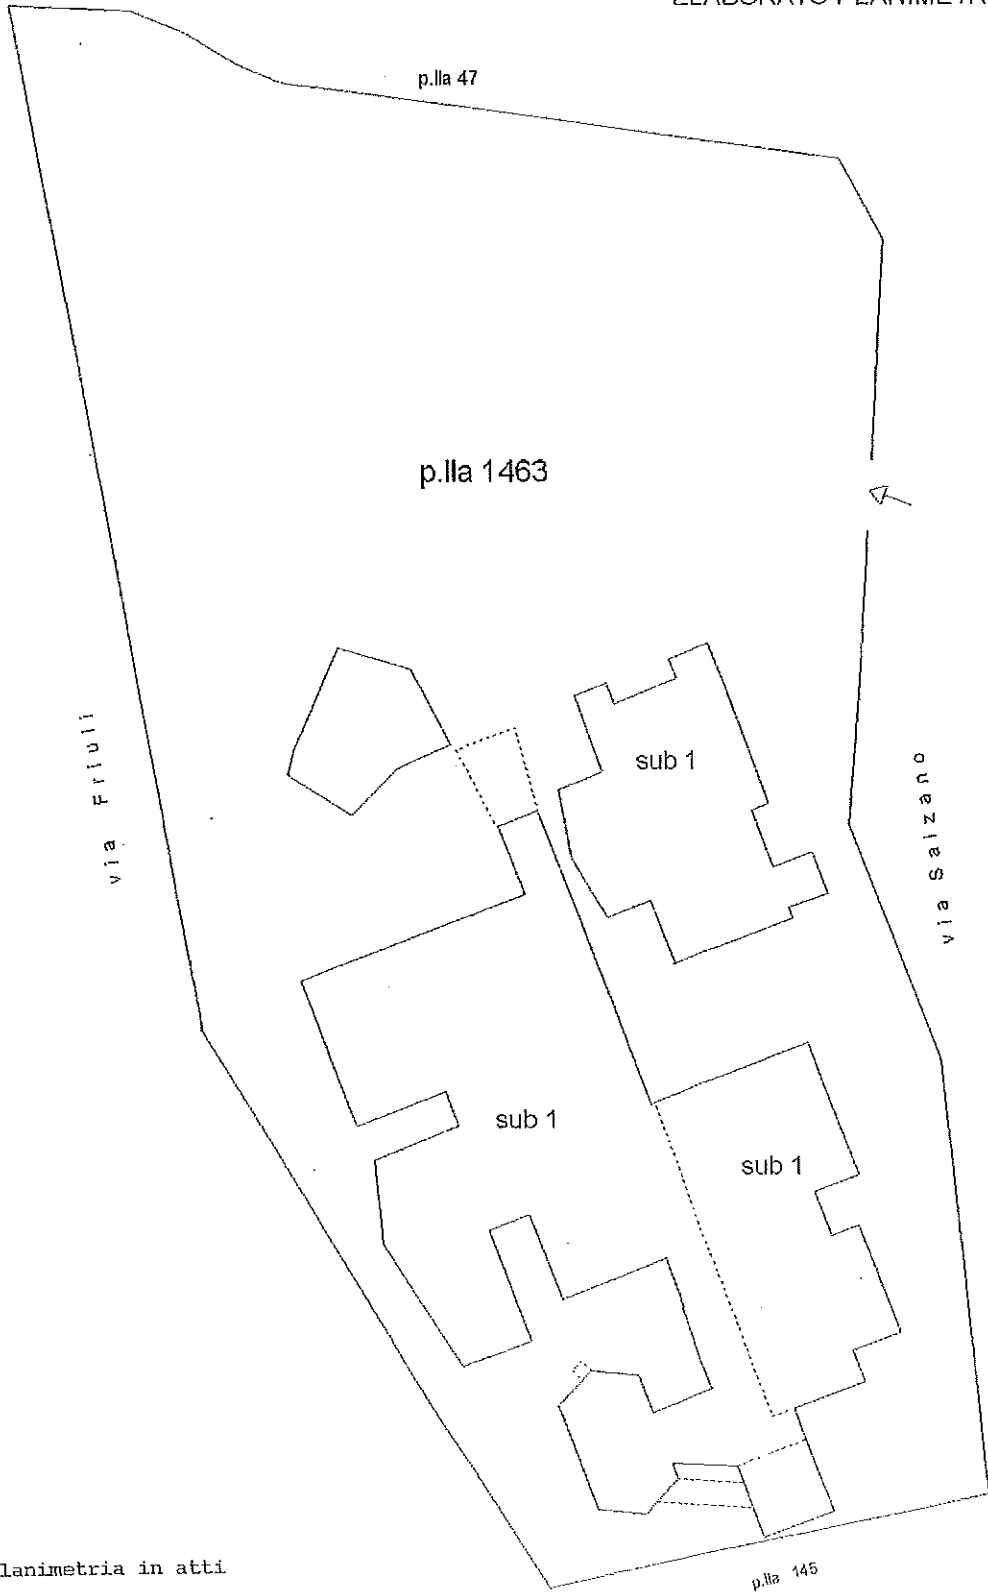 p.lla 47
p.lla 1463
sub 1
via Friuli
via Salzano
sub 1
sub 1
lanimetria in atti
p.lla 145